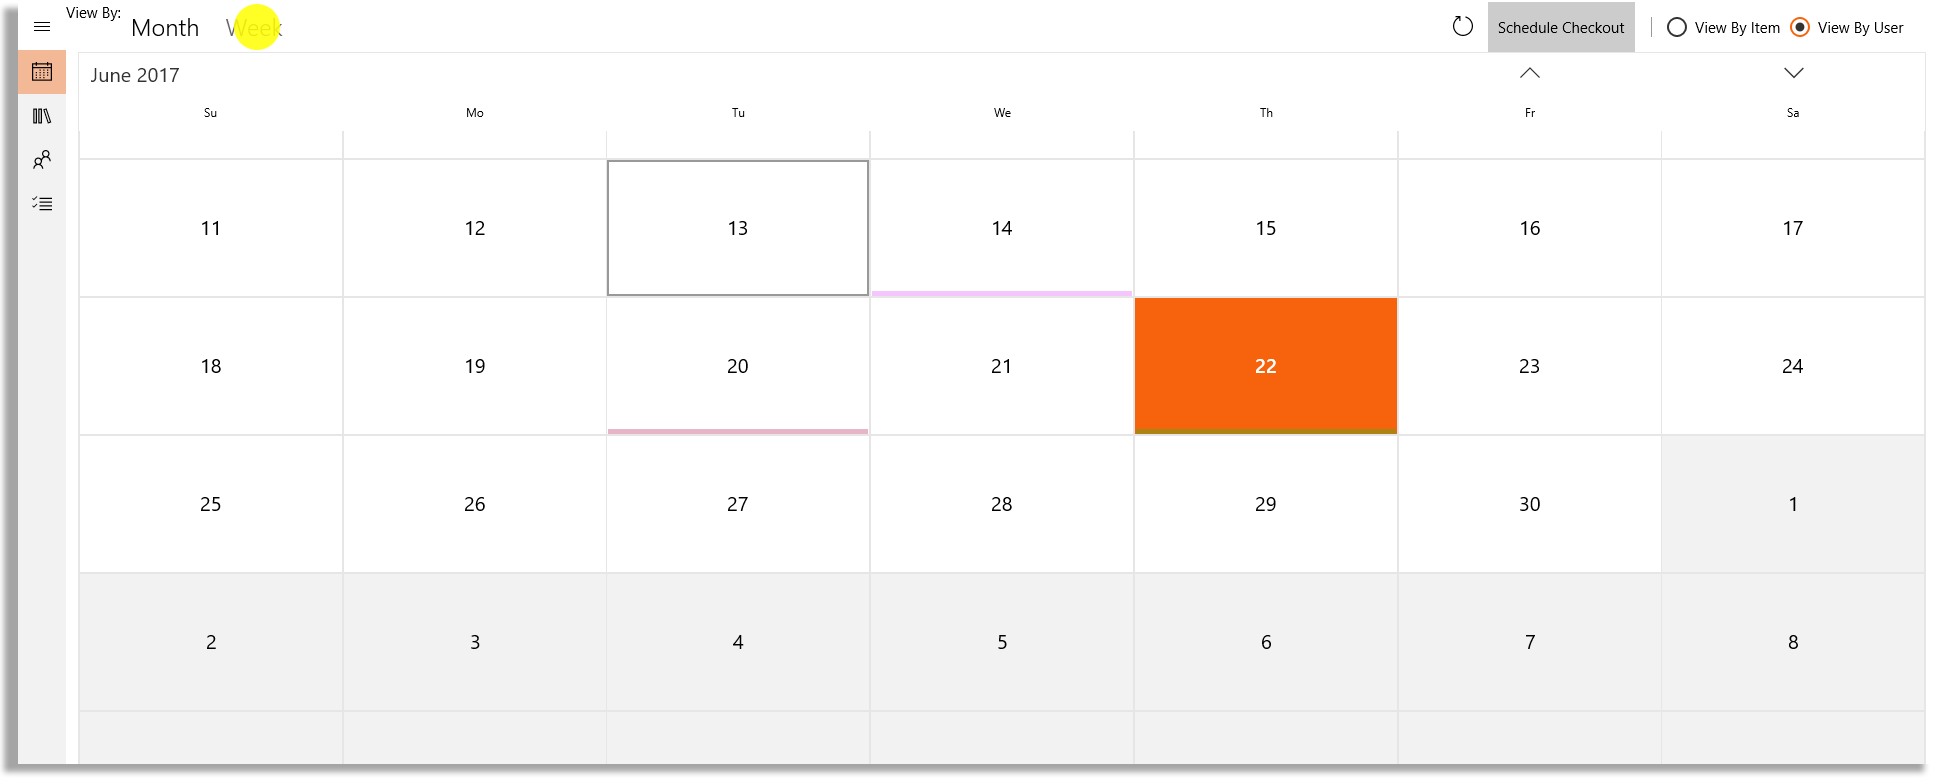 View By:
Month Week
Schedule Checkout
View By Item View By User
June 2017
Su Mo Tu We Th Fr Sa
11 12 13 14 15 16 17
18 19 20 21 22 23 24
25 26 27 28 29 30 1
2 3 4 5 6 7 8